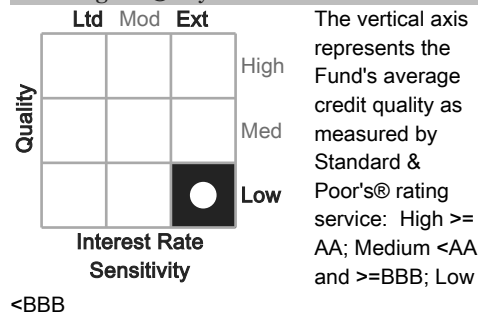 Ltd Mod Ext
High
Med
Low
Quality
Interest Rate
Sensitivity
The vertical axis
represents the
Fund's average
credit quality as
measured by
Standard &
Poor's® rating
service: High >=
AA; Medium <AA
and >=BBB; Low
<BBB